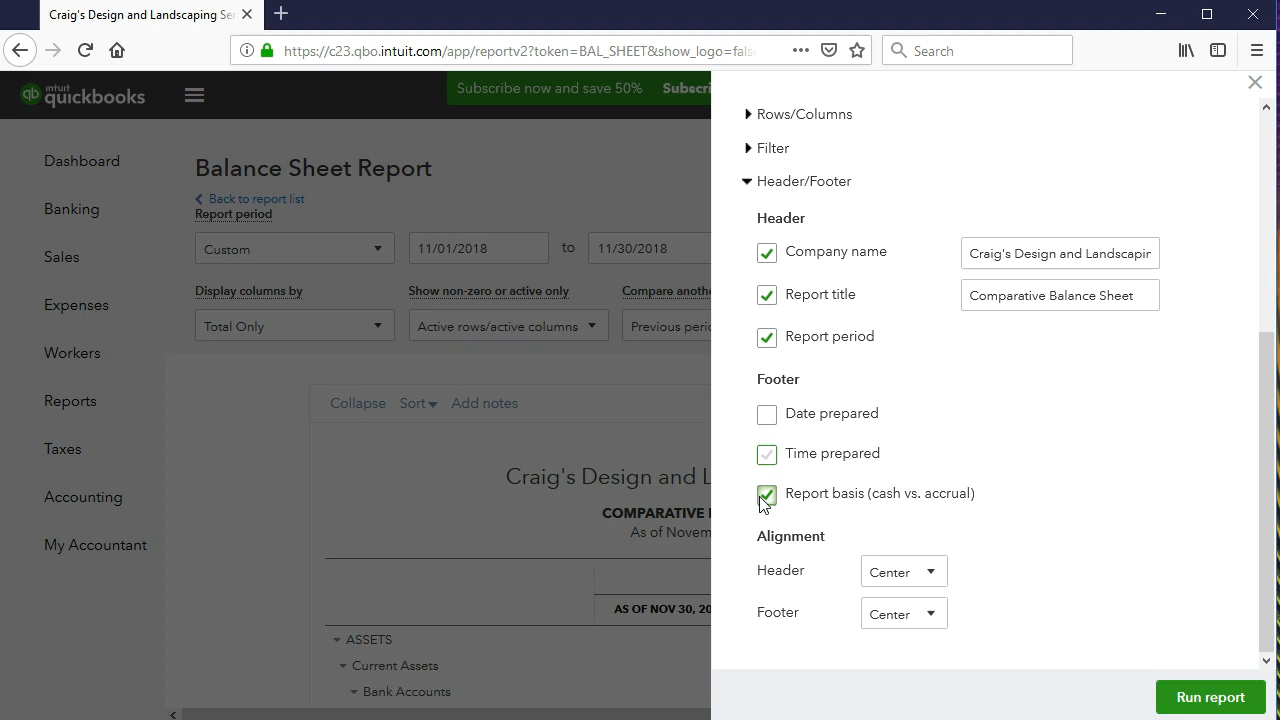 Craig's Design and Landscaping Se
https://c23.qbo.intuit.com/app/reportv2?token=BAL_SHEET&show_logo=fals
Search
intuit
quickbooks
Subscribe now and save 50% Subscri
Dashboard
Banking
Sales
Expenses
Workers
Reports
Taxes
Accounting
My Accountant
Balance Sheet Report
Back to report list
Report period
Custom
11/01/2018 to 11/30/2018
Display columns by
Show non-zero or active only
Compare anothe
Total Only
Active rows/active columns
Previous peri
Collapse Sort Add notes
Craig's Design and L
COMPARATIVE
As of Novem
AS OF NOV 30, 20
ASSETS
Current Assets
Bank Accounts
Rows/Columns
Filter
Header/Footer
Header
Company name
Craig's Design and Landscapin
Report title
Comparative Balance Sheet
Report period
Footer
Date prepared
Time prepared
Report basis (cash vs. accrual)
Alignment
Header
Center
Footer
Center
Run report